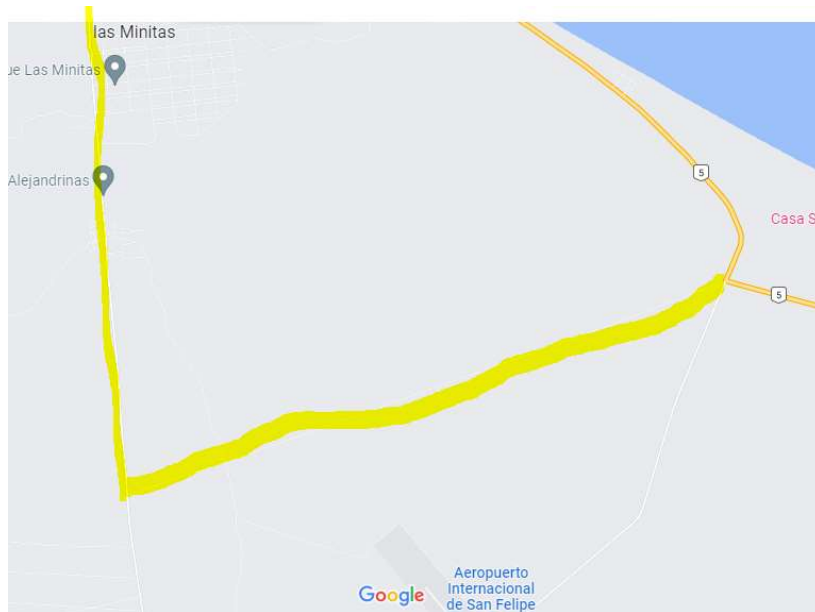 las Minitas
ue Las Minitas
Alejandrinas
5
Casa S
5
Aeropuerto
Internacional
de San Felipe
Google